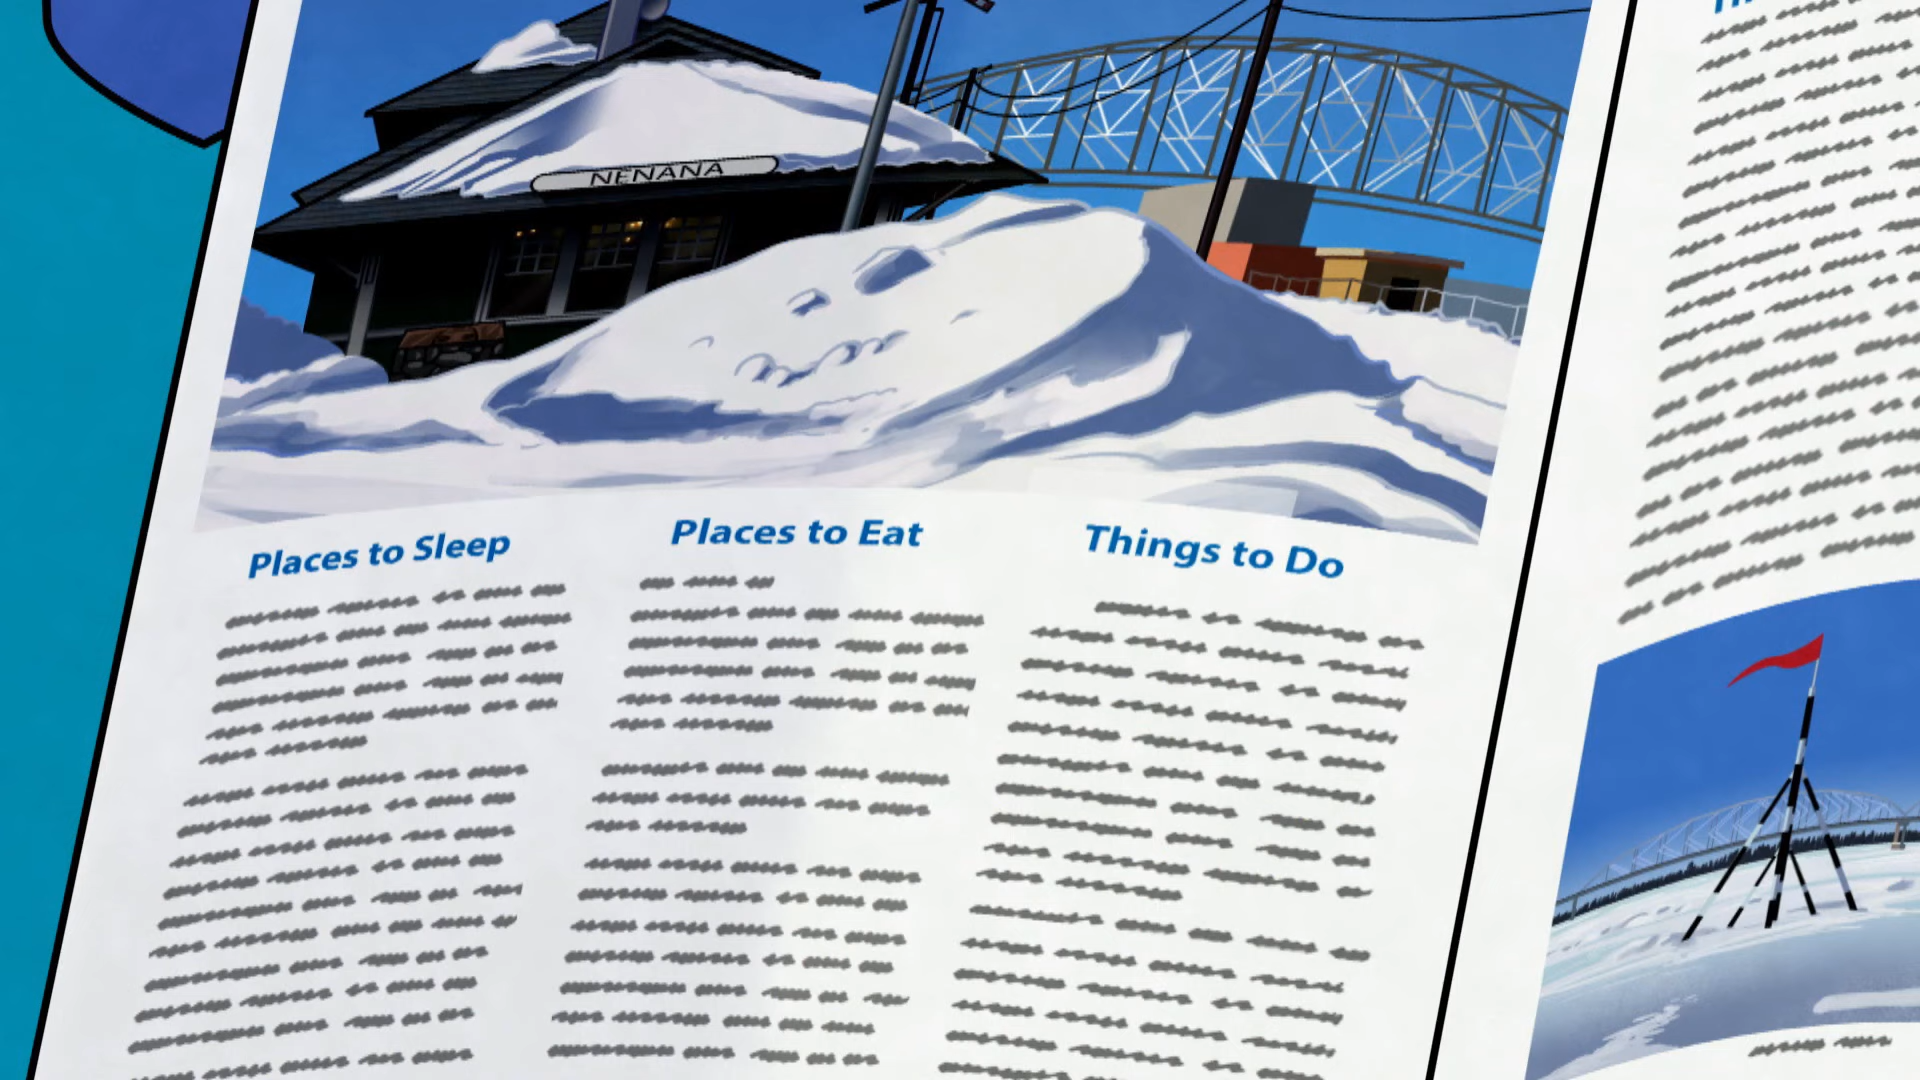 NENANA
Places to Sleep
Places to Eat
Things to Do